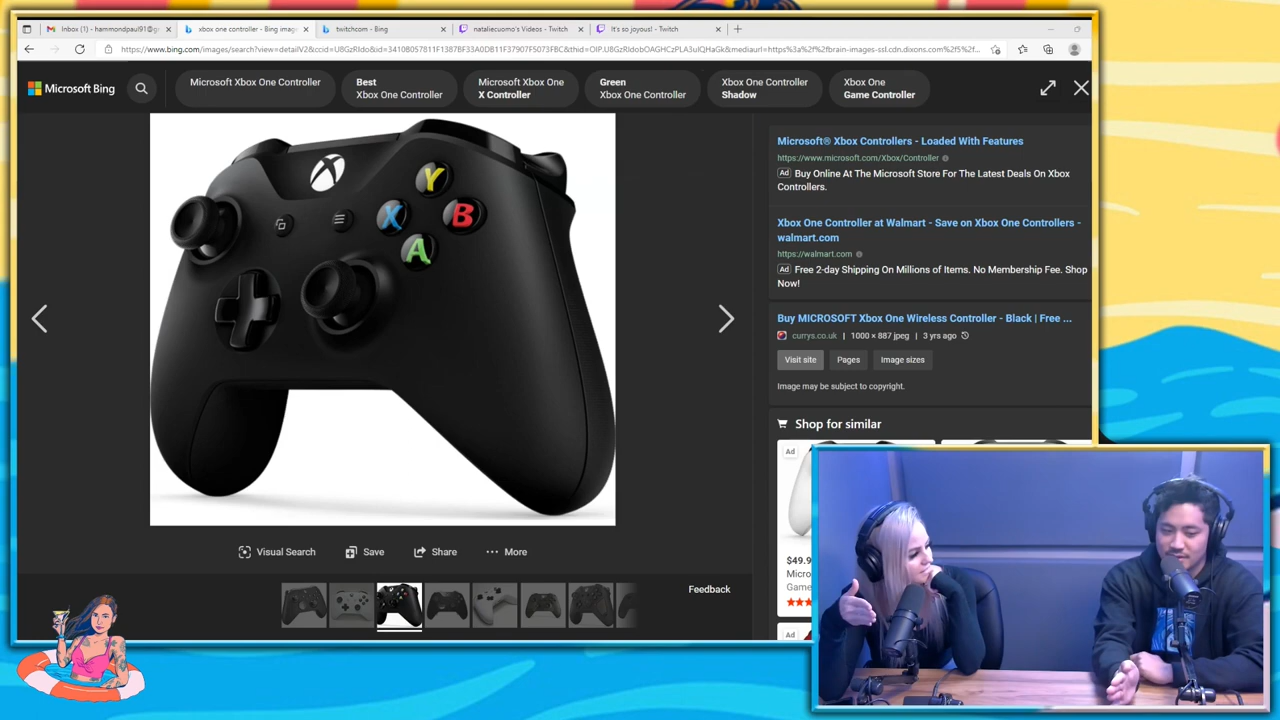 Inbox (1) - hammondpaul91@g
xbox one controller - Bing image
twitchcom - Bing
nataliecuomo's Videos - Twitch
It's so joyous! - Twitch
Microsoft Bing
Microsoft Xbox One Controller
Best
Xbox One Controller
Microsoft Xbox One
X Controller
Green
Xbox One Controller
Xbox One Controller
Shadow
Xbox One
Game Controller
Y
X
B
A
Microsoft® Xbox Controllers - Loaded With Features
https://www.microsoft.com/Xbox/Controller
Ad Buy Online At The Microsoft Store For The Latest Deals On Xbox
Controllers.
Xbox One Controller at Walmart - Save on Xbox One Controllers -
walmart.com
https://walmart.com
Ad Free 2-day Shipping On Millions of Items. No Membership Fee. Shop
Now!
Buy MICROSOFT Xbox One Wireless Controller - Black | Free ...
currys.co.uk | 1000 × 887 jpeg | 3 yrs ago
Visit site
Pages
Image sizes
Image may be subject to copyright.
Shop for similar
Ad
$49.9
Micro
Game
Ad
Visual Search
Save
Share
More
Feedback